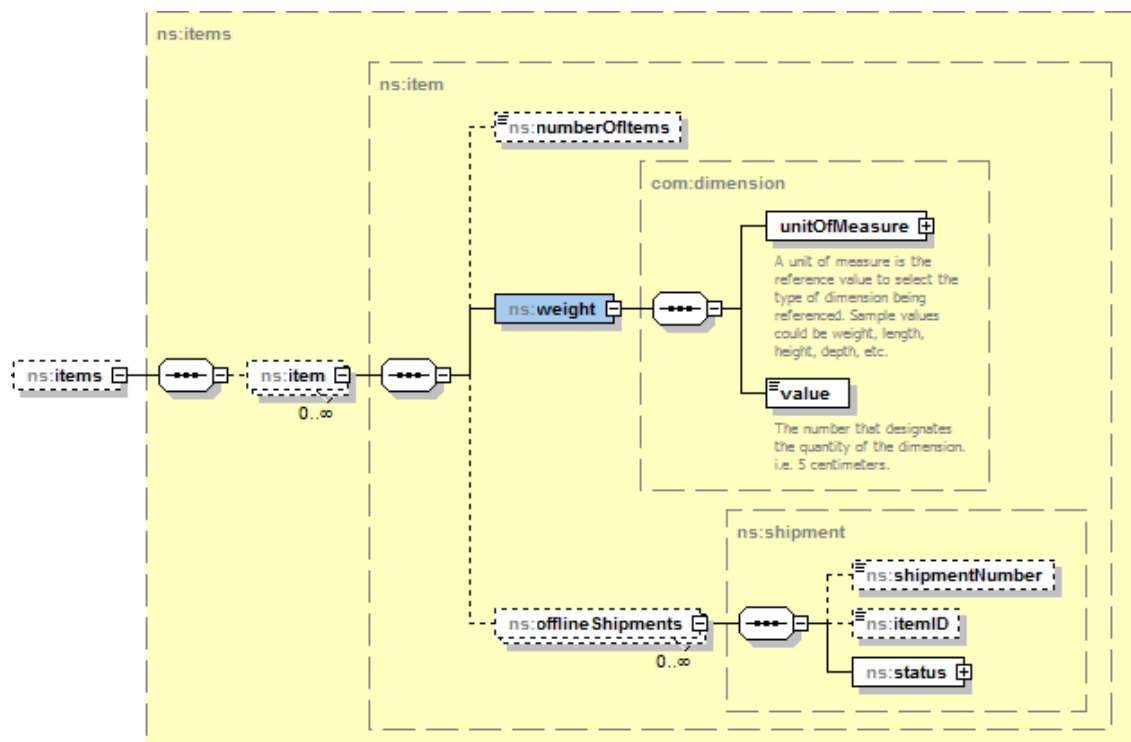 ns:items
ns:item
ns:numberOfItems
com:dimension
unitOfMeasure
A unit of measure is the
reference value to select the
type of dimension being
referenced. Sample values
could be weight, length,
height, depth, etc.
ns:weight
ns:items
ns:item
0..∞
value
The number that designates
the quantity of the dimension.
i.e. 5 centimeters.
ns:shipment
ns:shipmentNumber
ns:offlineShipments
0..∞
ns:itemID
ns:status